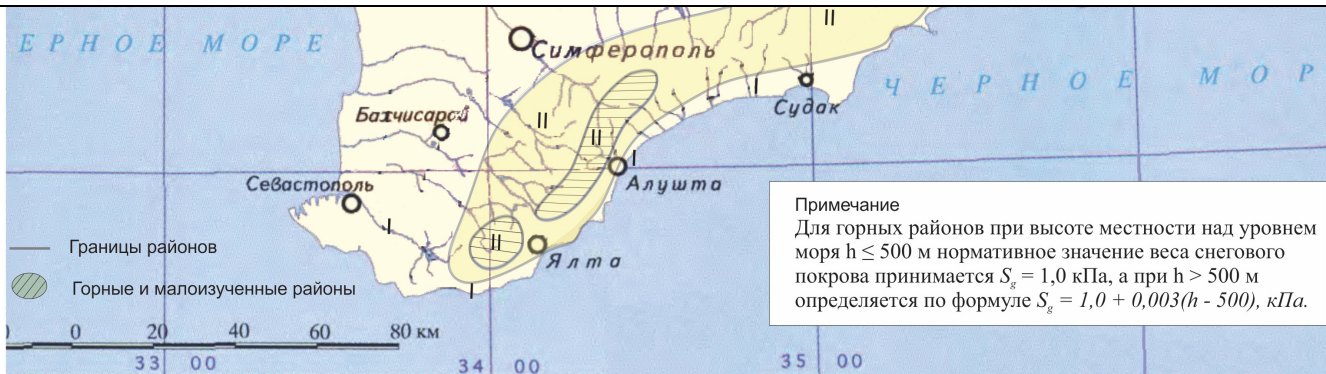 ЕРНОЕ МОРЕ
II
Симферополь
ЧЕРНОЕ МОР
I
Судак
Бахчисарай
II
II
I
Алушта
Севастополь
I
II
Ялта
I
Границы районов
Горные и малоизученные районы
Примечание
Для горных районов при высоте местности над уровнем
моря h ≤ 500 м нормативное значение веса снегового
покрова принимается Sg = 1,0 кПа, а при h > 500 м
определяется по формуле Sg = 1,0 + 0,003(h - 500), кПа.
0 20 40 60 80 км
33 00 34 00 35 00